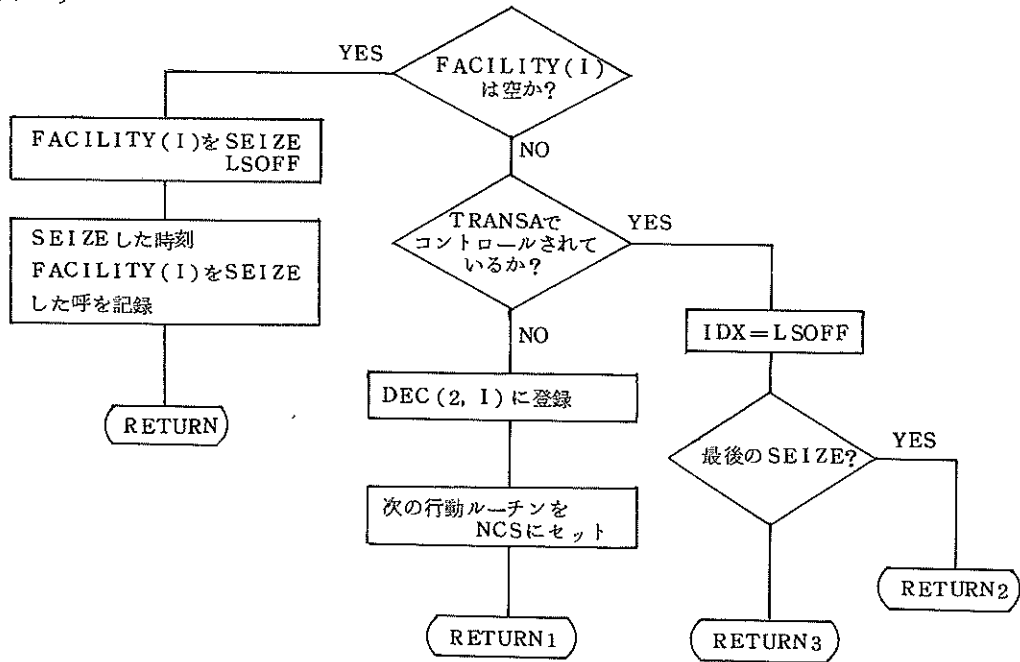 YES
FACILITY(I)
は空か?
FACILITY(I)をSEIZE
LSOFF
NO
SEIZEした時刻
FACILITY(I)をSEIZE
した呼を記録
RETURN
TRANSAで
コントロールされて
いるか?
YES
NO
IDX=LSOFF
DEC(2, I)に登録
最後のSEIZE?
YES
次の行動ルーチンを
NCSにセット
RETURN2
RETURN1
RETURN3